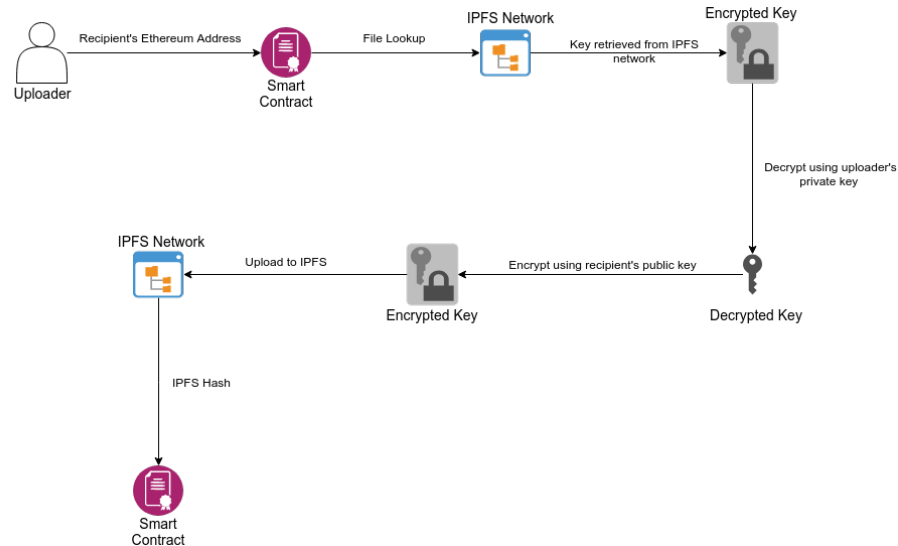 IPFS Network
Encrypted Key
Recipient's Ethereum Address
File Lookup
Key retrieved from IPFS
network
Uploader
Smart
Contract
Decrypt using uploader's
private key
IPFS Network
Upload to IPFS
Encrypt using recipient's public key
Encrypted Key
Decrypted Key
IPFS Hash
Smart
Contract